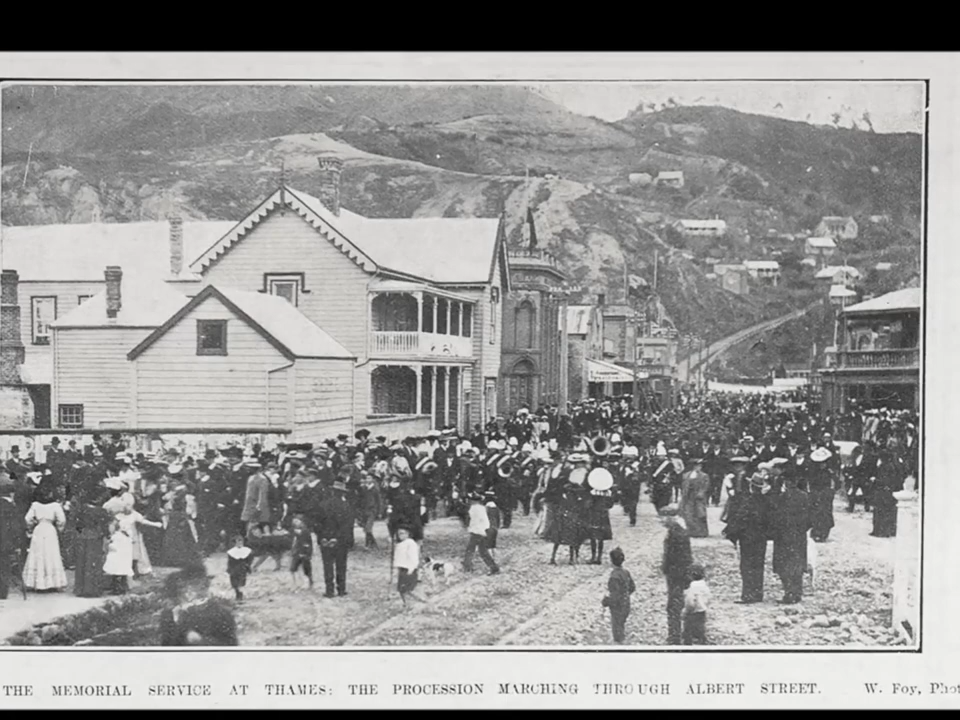 THE MEMORIAL SERVICE AT THAMES: THE PROCESSION MARCHING THROUGH ALBERT STREET. W. Foy, Phot